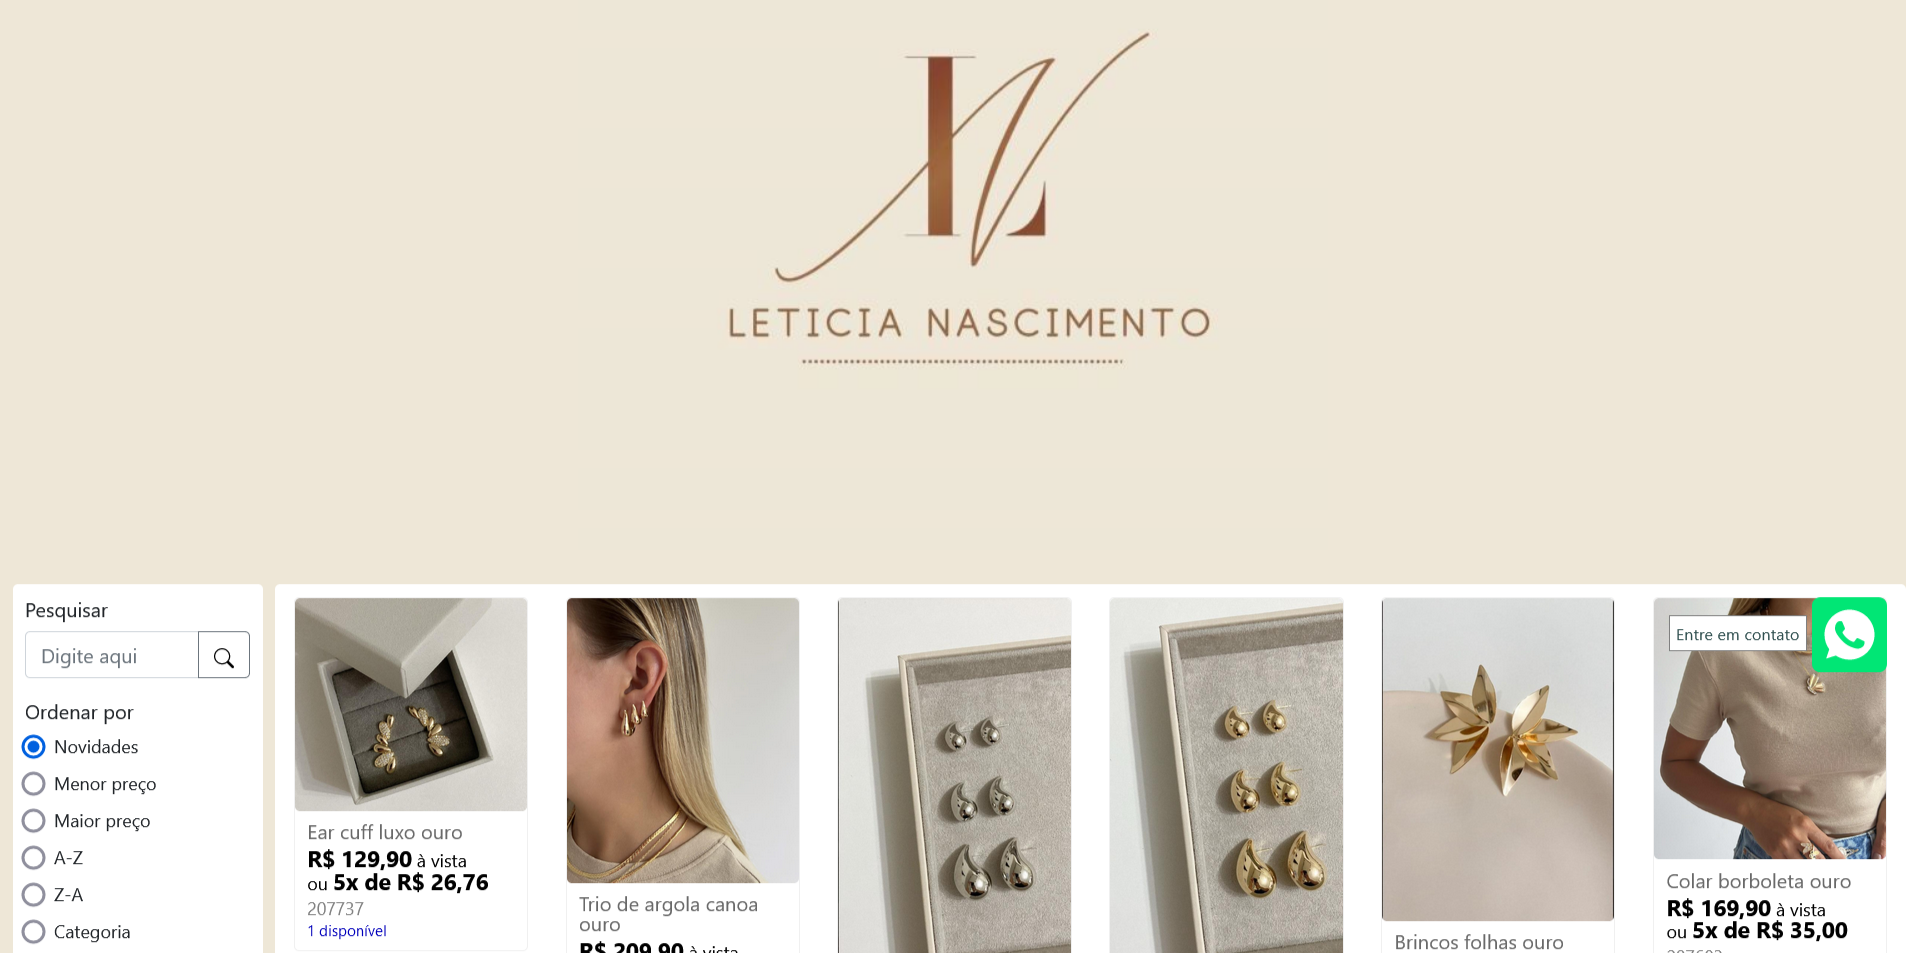 LETICIA NASCIMENTO
Pesquisar
Digite aqui
Ordenar por
Novidades
Menor preço
Maior preço
A-Z
Z-A
Categoria
Ear cuff luxo ouro
R$ 129,90 à vista
ou 5x de R$ 26,76
207737
1 disponível
Trio de argola canoa
ouro
R$ 209,90 à vista
Brincos folhas ouro
Entre em contato
Colar borboleta ouro
R$ 169,90 à vista
ou 5x de R$ 35,00